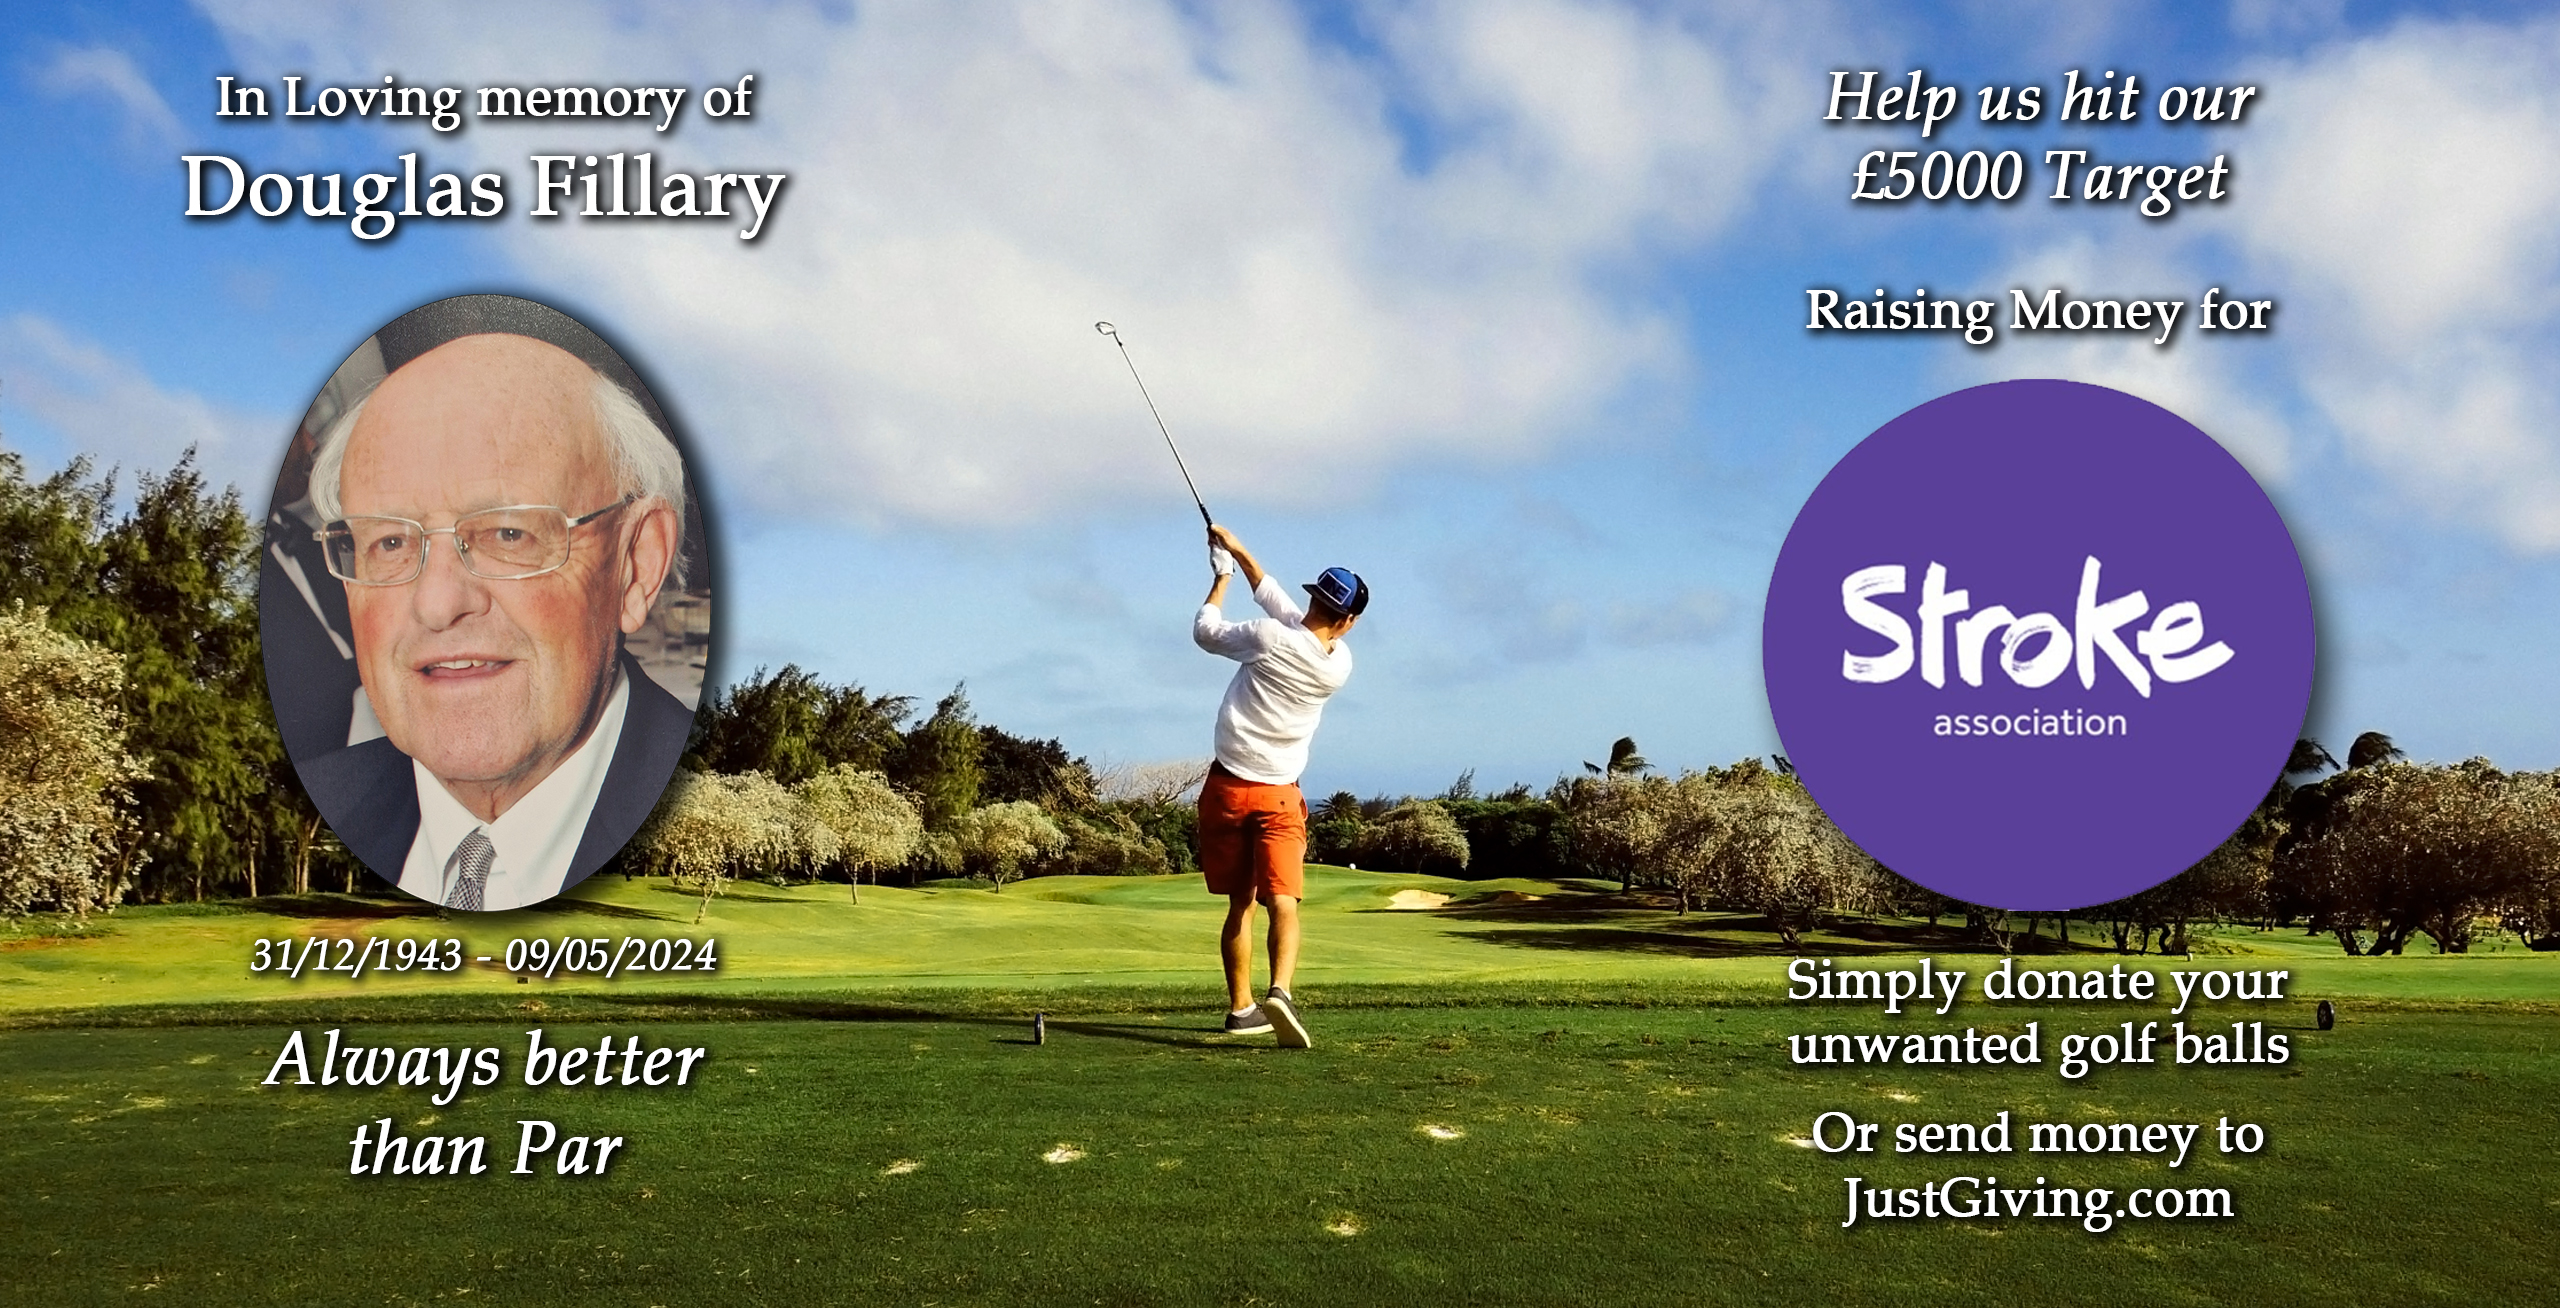 In Loving memory of
Douglas Fillary
31/12/1943 - 09/05/2024
Always better
than Par
Help us hit our
£5000 Target
Raising Money for
Stroke
association
Simply donate your
unwanted golf balls
Or send money to
JustGiving.com